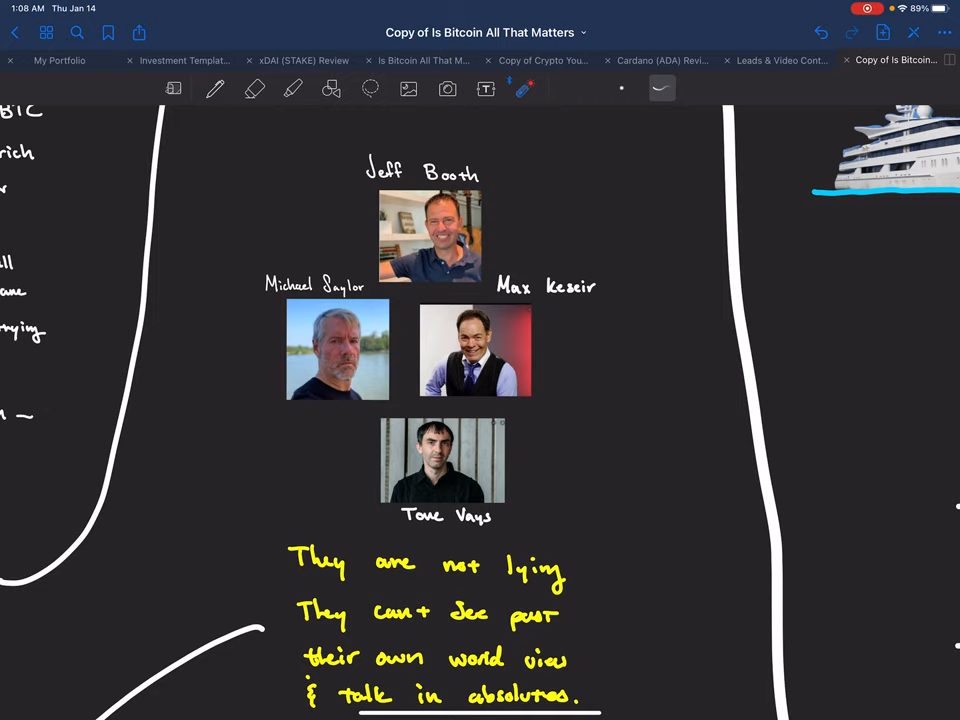 1:08 AM Thu Jan 14
89%
Copy of Is Bitcoin All That Matters
My Portfolio
Investment Templat...
xDAI (STAKE) Review
Is Bitcoin All That M...
Copy of Crypto You...
Cardano (ADA) Revi...
Leads & Video Cont...
Copy of Is Bitcoin...
BTC
rich
Jeff Booth
Michael Saylor
Max Keseir
Tone Vays
They are not lying
They can't See past
their own world view
& talk in absolutes.